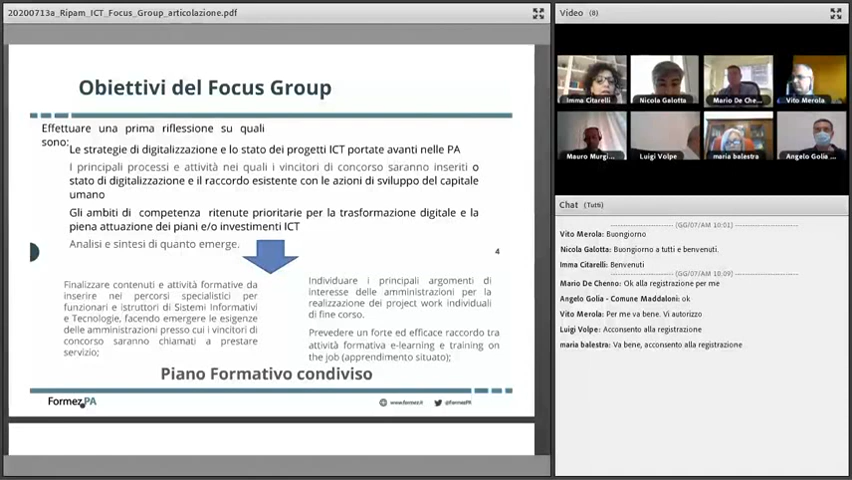 20200713a_Ripam_ICT_Focus_Group_articolazione.pdf
Obiettivi del Focus Group
Effettuare una prima riflessione su quali
sono:
Le strategie di digitalizzazione e lo stato dei progetti ICT portate avanti nelle PA
I principali processi e attività nei quali i vincitori di concorso saranno inseriti o
stato di digitalizzazione e il raccordo esistente con le azioni di sviluppo del capitale
umano
Gli ambiti di competenza ritenute prioritarie per la trasformazione digitale e la
piena attuazione dei piani e/o investimenti ICT
Analisi e sintesi di quanto emerge.
4
Finalizzare contenuti e attività formative da
inserire nei percorsi specialistici per
funzionari e istruttori di Sistemi Informativi
e Tecnologie, facendo emergere le esigenze
delle amministrazioni presso cui i vincitori di
concorso saranno chiamati a prestare
servizio;
Individuare i principali argomenti di
interesse delle amministrazioni per la
realizzazione dei project work individuali
di fine corso.
Prevedere un forte ed efficace raccordo tra
attività formativa e-learning e training on
the job (apprendimento situato);
Piano Formativo condiviso
FormezPA
www.formez.it
@FormezPA
Video (8)
Imma Citarelli
Nicola Galotta
Mario De Che...
Vito Merola
Mauro Murgi...
Luigi Volpe
maria balestra
Angelo Golia ...
Chat (Tutti)
(GG/07/AM 10:01)
Vito Merola: Buongiorno
Nicola Galotta: Buongiorno a tutti e benvenuti.
Imma Citarelli: Benvenuti
(GG/07/AM 10:09)
Mario De Chenno: Ok alla registrazione per me
Angelo Golia - Comune Maddaloni: ok
Vito Merola: Per me va bene. Vi autorizzo
Luigi Volpe: Acconsento alla registrazione
maria balestra: Va bene, acconsento alla registrazione